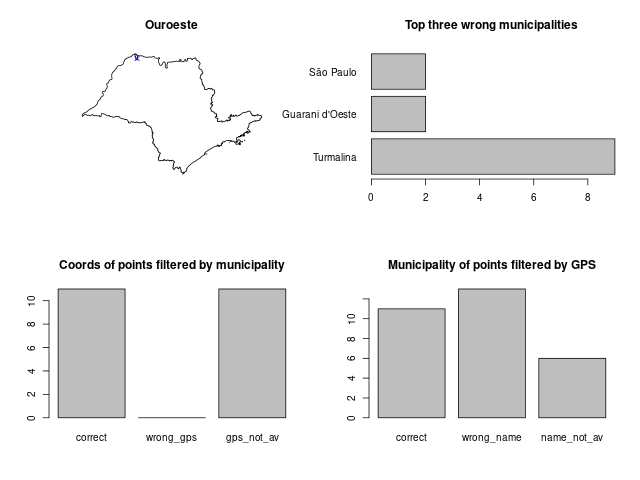 Ouroeste
Top three wrong municipalities
São Paulo
Guarani d'Oeste
Turmalina
0 2 4 6 8
Coords of points filtered by municipality
0 2 4 6 8 10
correct wrong_gps gps_not_av
Municipality of points filtered by GPS
0 2 4 6 8 10
correct wrong_name name_not_av